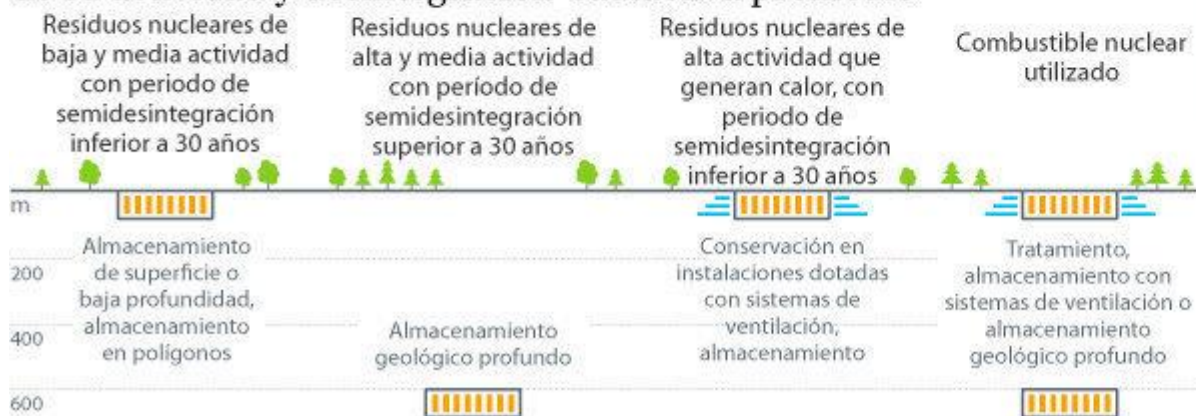 Residuos nucleares de
baja y media actividad
con periodo de
semidesintegración
inferior a 30 años
Residuos nucleares de
alta y media actividad
con período de
semidesintegración
superior a 30 años
Residuos nucleares de
alta actividad que
generan calor, con
periodo de
semidesintegración
inferior a 30 años
Combustible nuclear
utilizado
m
200
400
600
Almacenamiento
de superficie o
baja profundidad,
almacenamiento
en polígonos
Almacenamiento
geológico profundo
Conservación en
instalaciones dotadas
con sistemas de
ventilación,
almacenamiento
Tratamiento,
almacenamiento con
sistemas de ventilación o
almacenamiento
geológico profundo